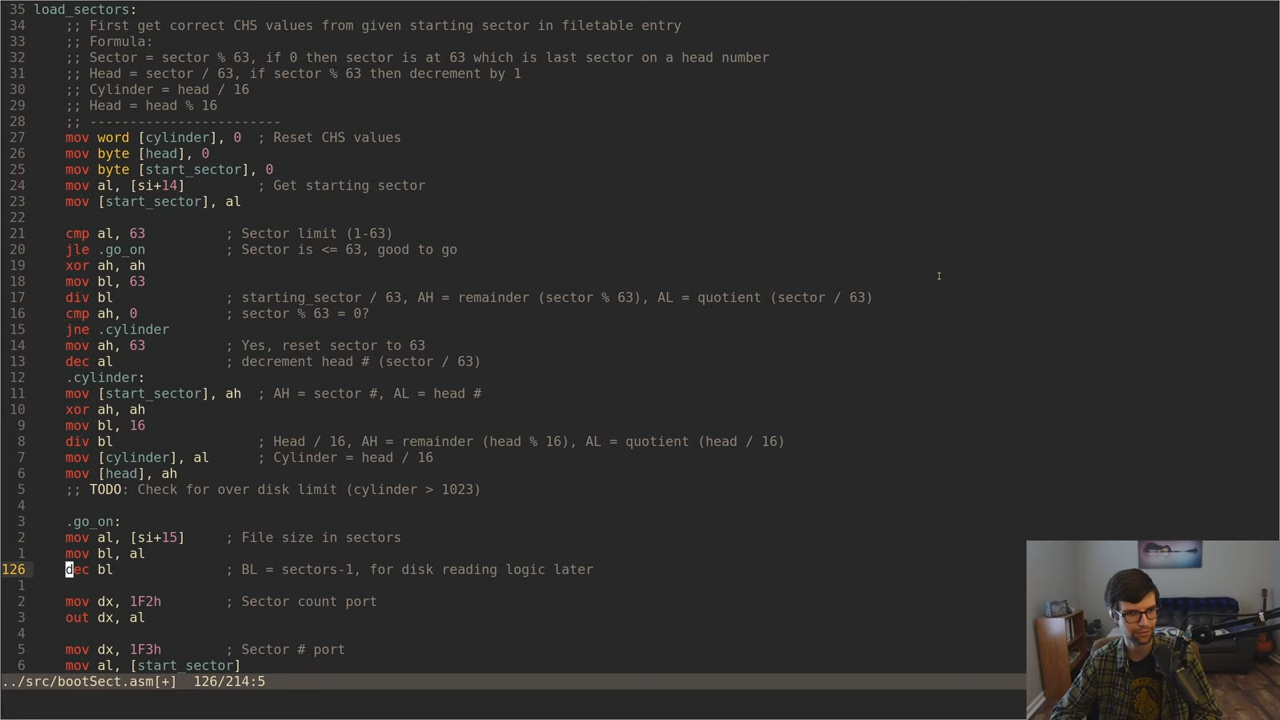 35 load_sectors:
34 ;; First get correct CHS values from given starting sector in filetable entry
33 ;; Formula:
32 ;; Sector = sector % 63, if 0 then sector is at 63 which is last sector on a head number
31 ;; Head = sector / 63, if sector % 63 then decrement by 1
30 ;; Cylinder = head / 16
29 ;; Head = head % 16
28 ;; ------------------------
27 mov word [cylinder], 0 ; Reset CHS values
26 mov byte [head], 0
25 mov byte [start_sector], 0
24 mov al, [si+14] ; Get starting sector
23 mov [start_sector], al
22
21 cmp al, 63 ; Sector limit (1-63)
20 jle .go_on ; Sector is <= 63, good to go
19 xor ah, ah
18 mov bl, 63
17 div bl ; starting_sector / 63, AH = remainder (sector % 63), AL = quotient (sector / 63)
16 cmp ah, 0 ; sector % 63 = 0?
15 jne .cylinder
14 mov ah, 63 ; Yes, reset sector to 63
13 dec al ; decrement head # (sector / 63)
12 .cylinder:
11 mov [start_sector], ah ; AH = sector #, AL = head #
10 xor ah, ah
9 mov bl, 16
8 div bl ; Head / 16, AH = remainder (head % 16), AL = quotient (head / 16)
7 mov [cylinder], al ; Cylinder = head / 16
6 mov [head], ah
5 ;; TODO: Check for over disk limit (cylinder > 1023)
4
3 .go_on:
2 mov al, [si+15] ; File size in sectors
1 mov bl, al
126 dec bl ; BL = sectors-1, for disk reading logic later
1
2 mov dx, 1F2h ; Sector count port
3 out dx, al
4
5 mov dx, 1F3h ; Sector # port
6 mov al, [start_sector]
../src/bootSect.asm[+] 126/214:5